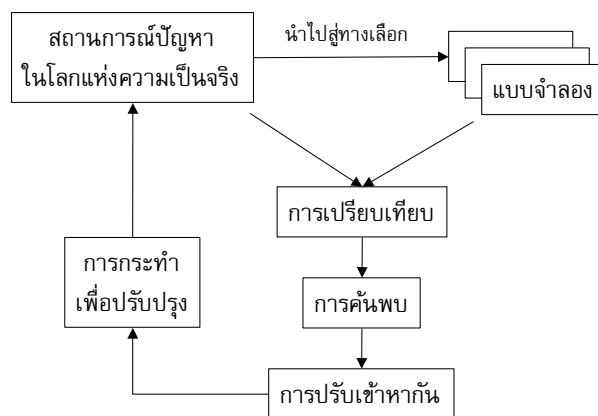 สถานการณ์ปัญหา
ในโลกแห่งความเป็นจริง
นำไปสู่ทางเลือก
แบบจำลอง
การเปรียบเทียบ
การกระทำ
เพื่อปรับปรุง
การค้นพบ
การปรับเข้าหากัน